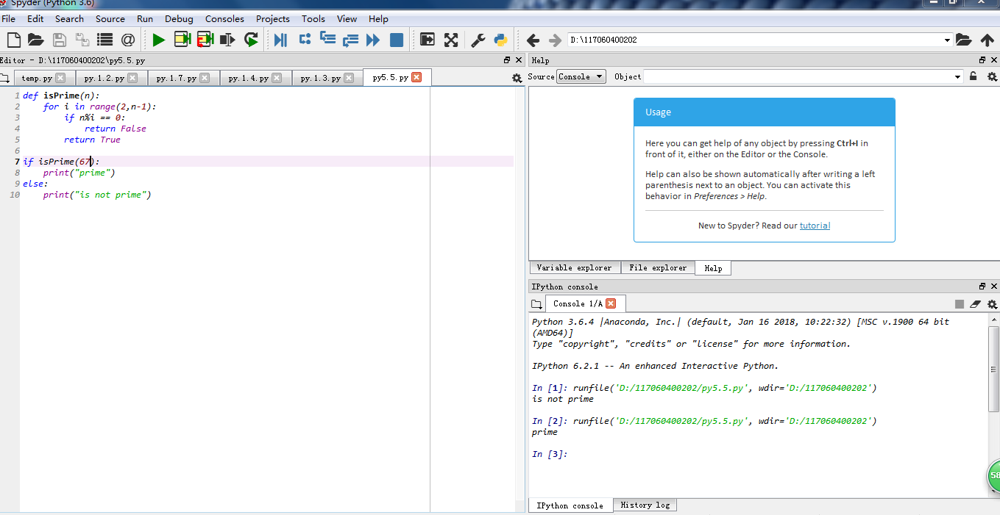 Spyder (Python 3.6)
File Edit Search Source Run Debug Consoles Projects Tools View Help
D:\117060400202
Editor - D:\117060400202\py5.5.py
Help
temp.py py.1.2.py py.1.7.py py.1.4.py py.1.3.py py5.5.py
Source Console Object
1 def isPrime(n):
2 for i in range(2,n-1):
3 if n%i == 0:
4 return False
5 return True
6
7 if isPrime(67):
8 print("prime")
9 else:
10 print("is not prime")
Usage
Here you can get help of any object by pressing Ctrl+I in
front of it, either on the Editor or the Console.
Help can also be shown automatically after writing a left
parenthesis next to an object. You can activate this
behavior in Preferences > Help.
New to Spyder? Read our tutorial
Variable explorer File explorer Help
IPython console
Console 1/A
Python 3.6.4 |Anaconda, Inc.| (default, Jan 16 2018, 10:22:32) [MSC v.1900 64 bit
(AMD64)]
Type "copyright", "credits" or "license" for more information.
IPython 6.2.1 -- An enhanced Interactive Python.
In [1]: runfile('D:/117060400202/py5.5.py', wdir='D:/117060400202')
is not prime
In [2]: runfile('D:/117060400202/py5.5.py', wdir='D:/117060400202')
prime
In [3]:
58
IPython console History log